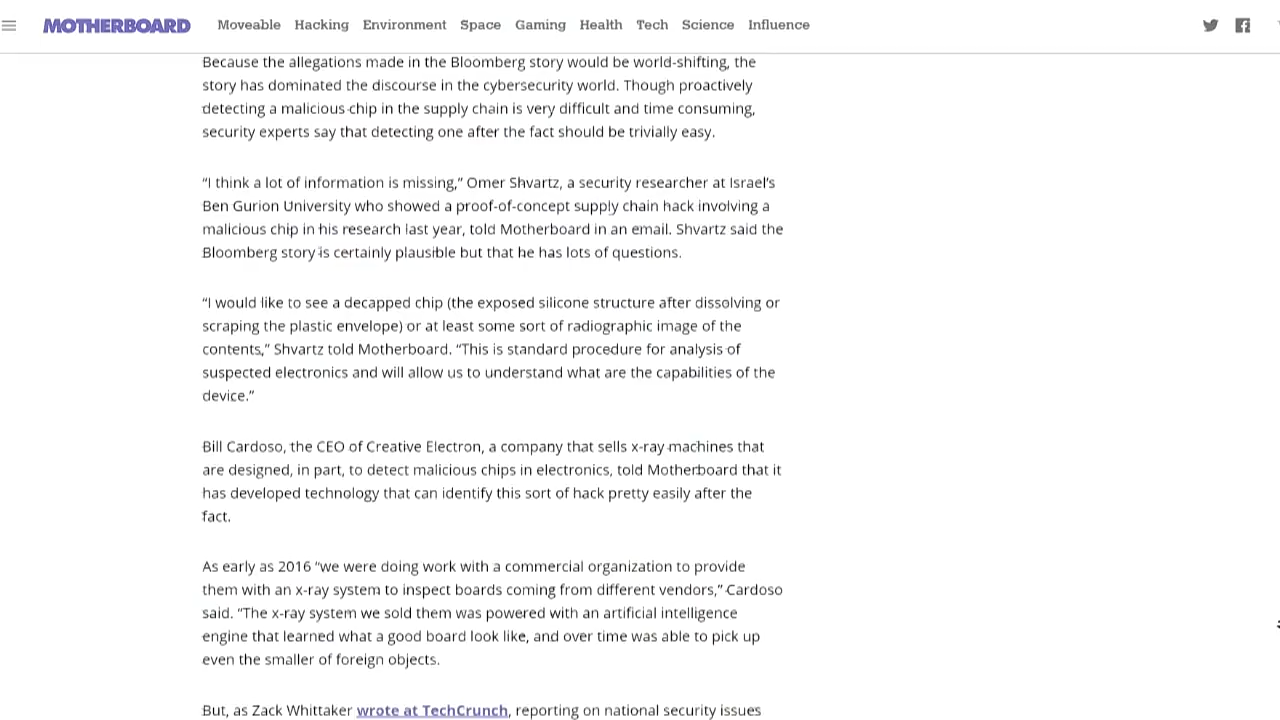 MOTHERBOARD Moveable Hacking Environment Space Gaming Health Tech Science Influence
Because the allegations made in the Bloomberg story would be world-shifting, the
story has dominated the discourse in the cybersecurity world. Though proactively
detecting a malicious chip in the supply chain is very difficult and time consuming,
security experts say that detecting one after the fact should be trivially easy.
“I think a lot of information is missing,” Omer Shvartz, a security researcher at Israel’s
Ben Gurion University who showed a proof-of-concept supply chain hack involving a
malicious chip in his research last year, told Motherboard in an email. Shvartz said the
Bloomberg story is certainly plausible but that he has lots of questions.
“I would like to see a decapped chip (the exposed silicone structure after dissolving or
scraping the plastic envelope) or at least some sort of radiographic image of the
contents,” Shvartz told Motherboard. “This is standard procedure for analysis of
suspected electronics and will allow us to understand what are the capabilities of the
device.”
Bill Cardoso, the CEO of Creative Electron, a company that sells x-ray machines that
are designed, in part, to detect malicious chips in electronics, told Motherboard that it
has developed technology that can identify this sort of hack pretty easily after the
fact.
As early as 2016 “we were doing work with a commercial organization to provide
them with an x-ray system to inspect boards coming from different vendors,” Cardoso
said. “The x-ray system we sold them was powered with an artificial intelligence
engine that learned what a good board look like, and over time was able to pick up
even the smaller of foreign objects.
But, as Zack Whittaker wrote at TechCrunch, reporting on national security issues